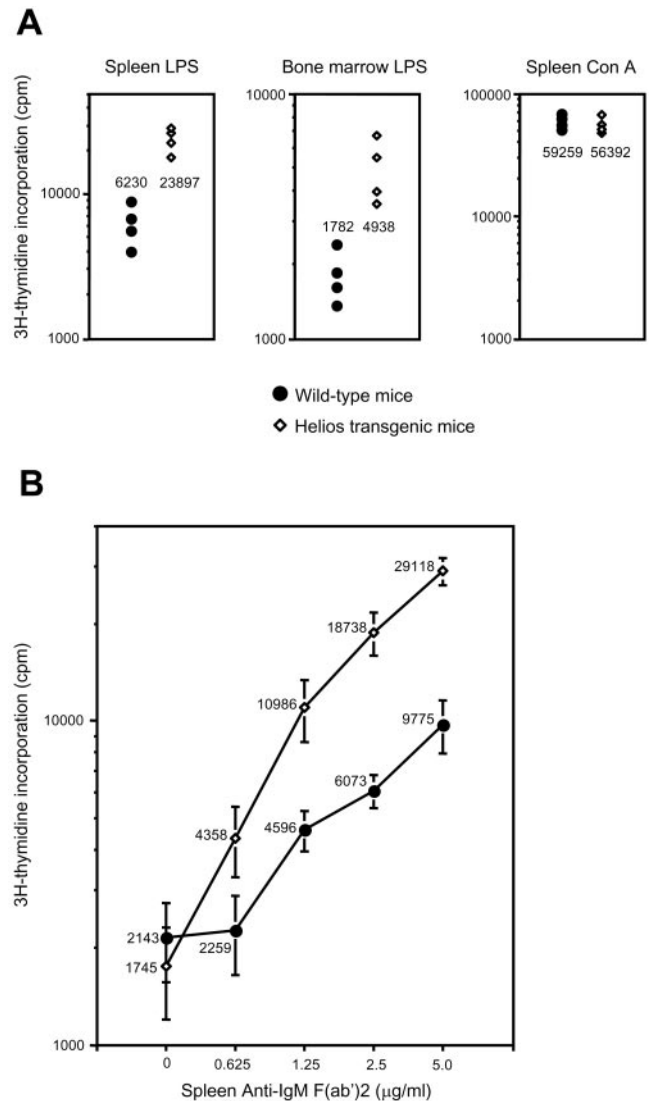 A
Spleen LPS
Bone marrow LPS
Spleen Con A
3H-thymidine incorporation (cpm)
10000
1000
6230 23897
10000
1000
1782 4938
100000
10000
1000
59259 56392
Wild-type mice
Helios transgenic mice
B
3H-thymidine incorporation (cpm)
10000
1000
29118
18738
10986
9775
6073
4358
4596
2143
2259
1745
0 0.625 1.25 2.5 5.0
Spleen Anti-IgM F(ab')2 (μg/ml)